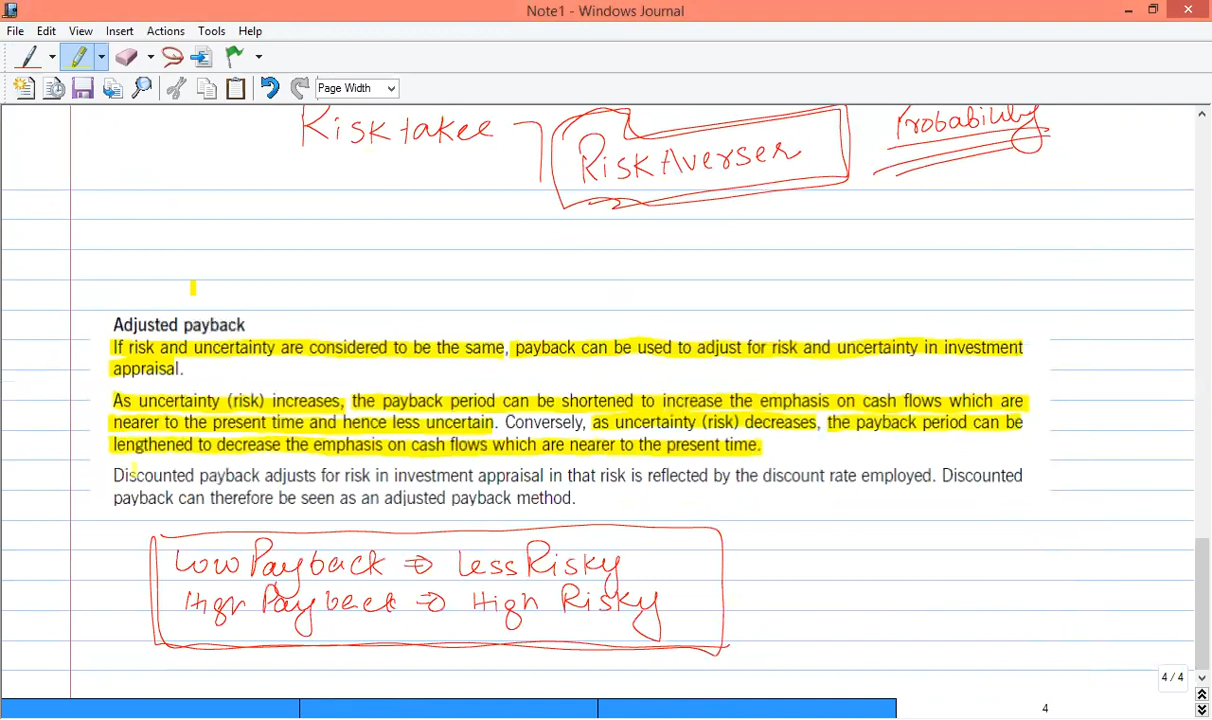 Note1 - Windows Journal
File Edit View Insert Actions Tools Help
Page Width
Risk takee
Risk Averser
Probability
Adjusted payback
If risk and uncertainty are considered to be the same, payback can be used to adjust for risk and uncertainty in investment
appraisal.
As uncertainty (risk) increases, the payback period can be shortened to increase the emphasis on cash flows which are
nearer to the present time and hence less uncertain. Conversely, as uncertainty (risk) decreases, the payback period can be
lengthened to decrease the emphasis on cash flows which are nearer to the present time.
Discounted payback adjusts for risk in investment appraisal in that risk is reflected by the discount rate employed. Discounted
payback can therefore be seen as an adjusted payback method.
Low Payback ⇒ less Risky
High Payback ⇒ High Risky
4 / 4
4